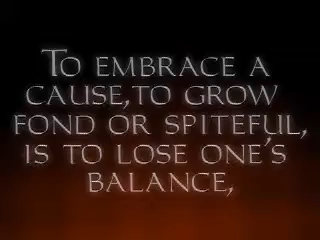 TO EMBRACE A
CAUSE,TO GROW
FOND OR SPITEFUL,
IS TO LOSE ONE'S
BALANCE,